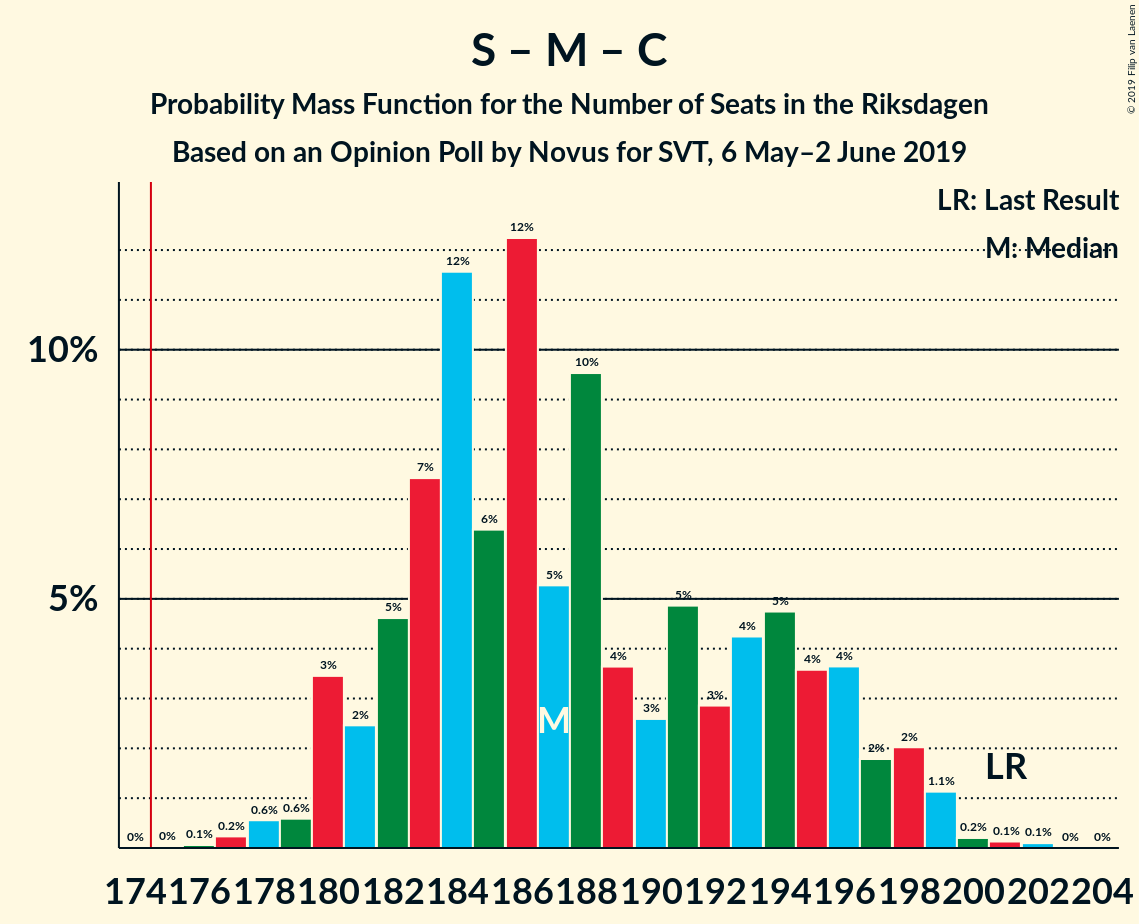 S – M – C
Probability Mass Function for the Number of Seats in the Riksdagen
Based on an Opinion Poll by Novus for SVT, 6 May–2 June 2019
© 2019 Filip van Laenen
LR: Last Result
M: Median
10%
5%
0% 0% 0.1% 0.2% 0.6% 0.6% 3% 2% 5% 7% 12% 6% 12% 5% 10% 4% 3% 5% 3% 4% 5% 4% 4% 2% 2% 1.1% 0.2% 0.1% 0.1% 0% 0%
M
LR
174 176 178 180 182 184 186 188 190 192 194 196 198 200 202 204